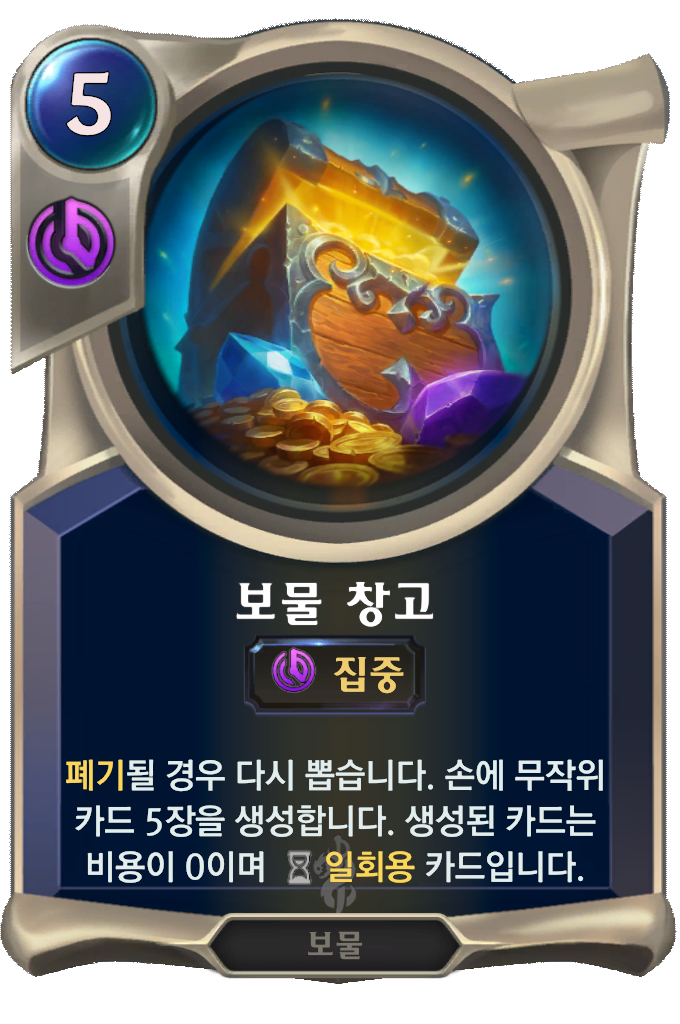 5
보물 창고
집중
폐기될 경우 다시 뽑습니다. 손에 무작위
카드 5장을 생성합니다. 생성된 카드는
비용이 0이며 일회용 카드입니다.
보물